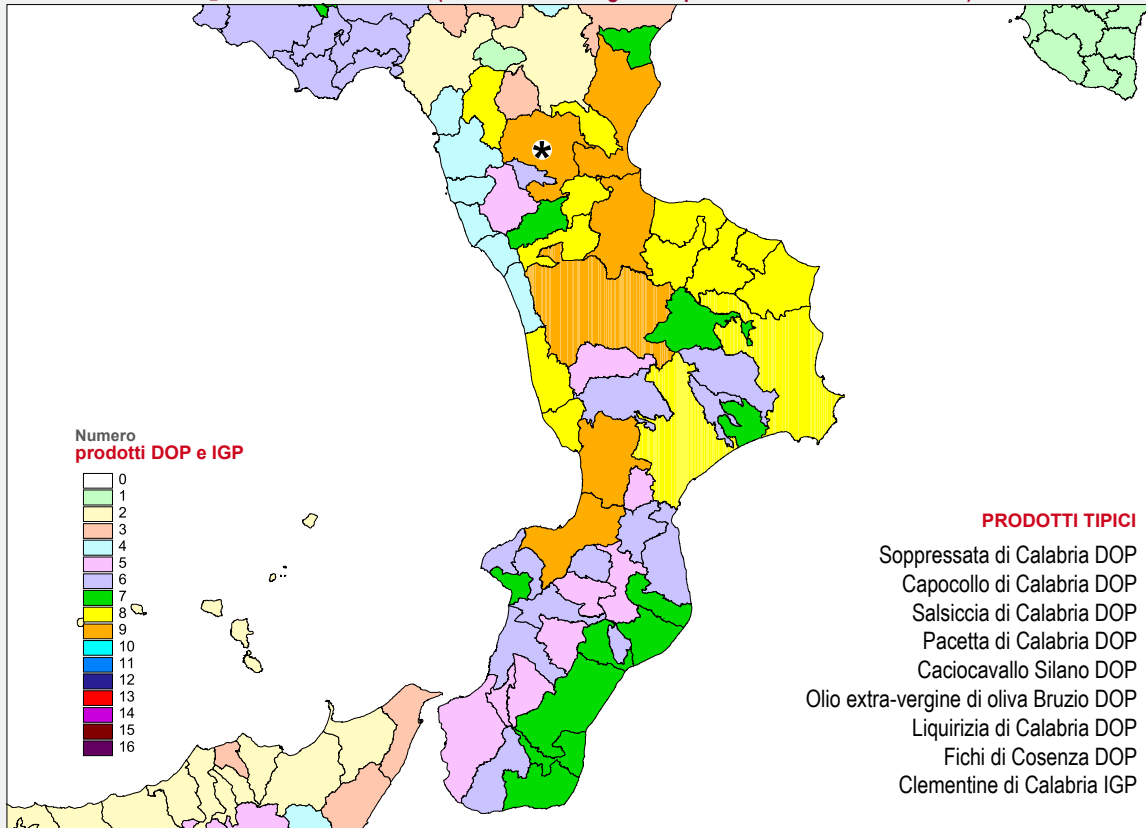 Numero
prodotti DOP e IGP
0
1
2
3
4
5
6
7
8
9
10
11
12
13
14
15
16
*
PRODOTTI TIPICI
Soppressata di Calabria DOP
Capocollo di Calabria DOP
Salsiccia di Calabria DOP
Pacetta di Calabria DOP
Caciocavallo Silano DOP
Olio extra-vergine di oliva Bruzio DOP
Liquirizia di Calabria DOP
Fichi di Cosenza DOP
Clementine di Calabria IGP